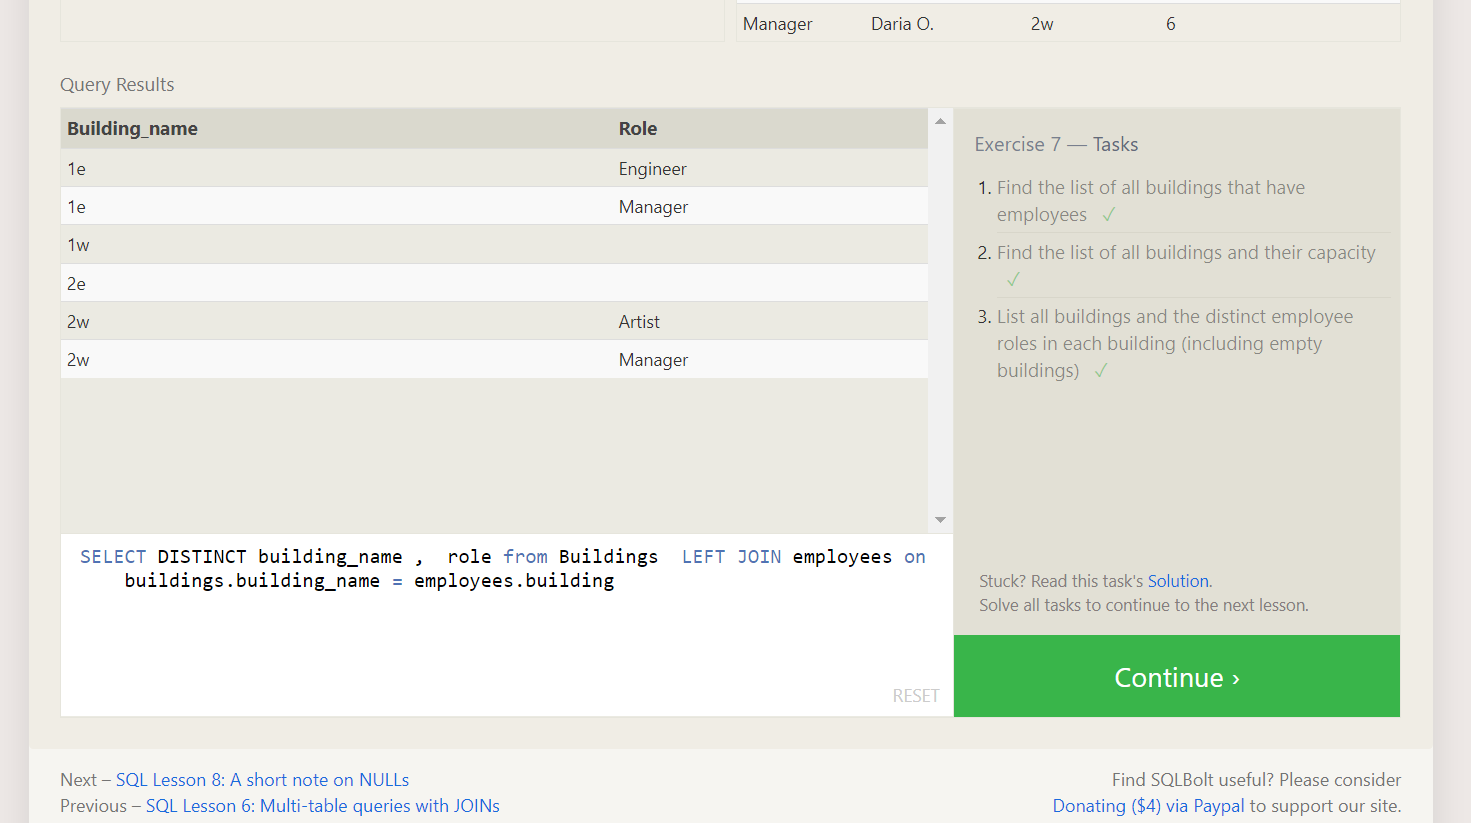 Manager Daria O. 2w 6
Query Results
Building_name Role
1e Engineer
1e Manager
1w
2e
2w Artist
2w Manager
SELECT DISTINCT building_name ,  role from Buildings  LEFT JOIN employees on
buildings.building_name = employees.building
RESET
Exercise 7 — Tasks
1. Find the list of all buildings that have
employees ✓
2. Find the list of all buildings and their capacity
✓
3. List all buildings and the distinct employee
roles in each building (including empty
buildings) ✓
Stuck? Read this task's Solution.
Solve all tasks to continue to the next lesson.
Continue ›
Next – SQL Lesson 8: A short note on NULLs
Previous – SQL Lesson 6: Multi-table queries with JOINs
Find SQLBolt useful? Please consider
Donating ($4) via Paypal to support our site.